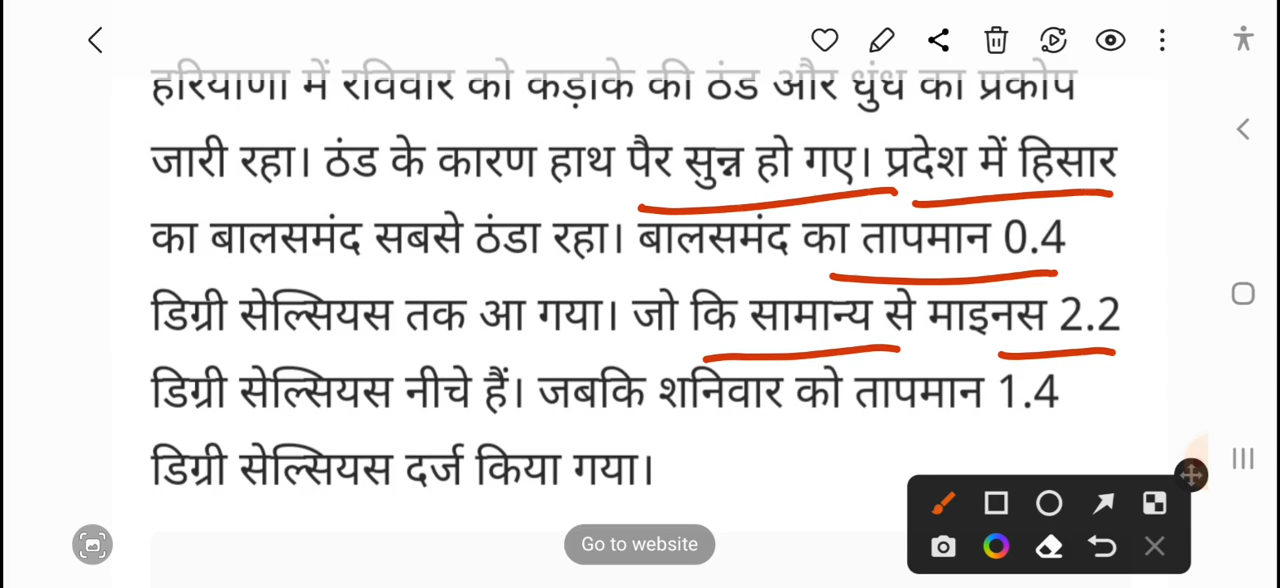 हरियाणा में रविवार को कड़ाके की ठंड और धुंध का प्रकोप
जारी रहा। ठंड के कारण हाथ पैर सुन्न हो गए। प्रदेश में हिसार
का बालसमंद सबसे ठंडा रहा। बालसमंद का तापमान 0.4
डिग्री सेल्सियस तक आ गया। जो कि सामान्य से माइनस 2.2
डिग्री सेल्सियस नीचे हैं। जबकि शनिवार को तापमान 1.4
डिग्री सेल्सियस दर्ज किया गया।
Go to website